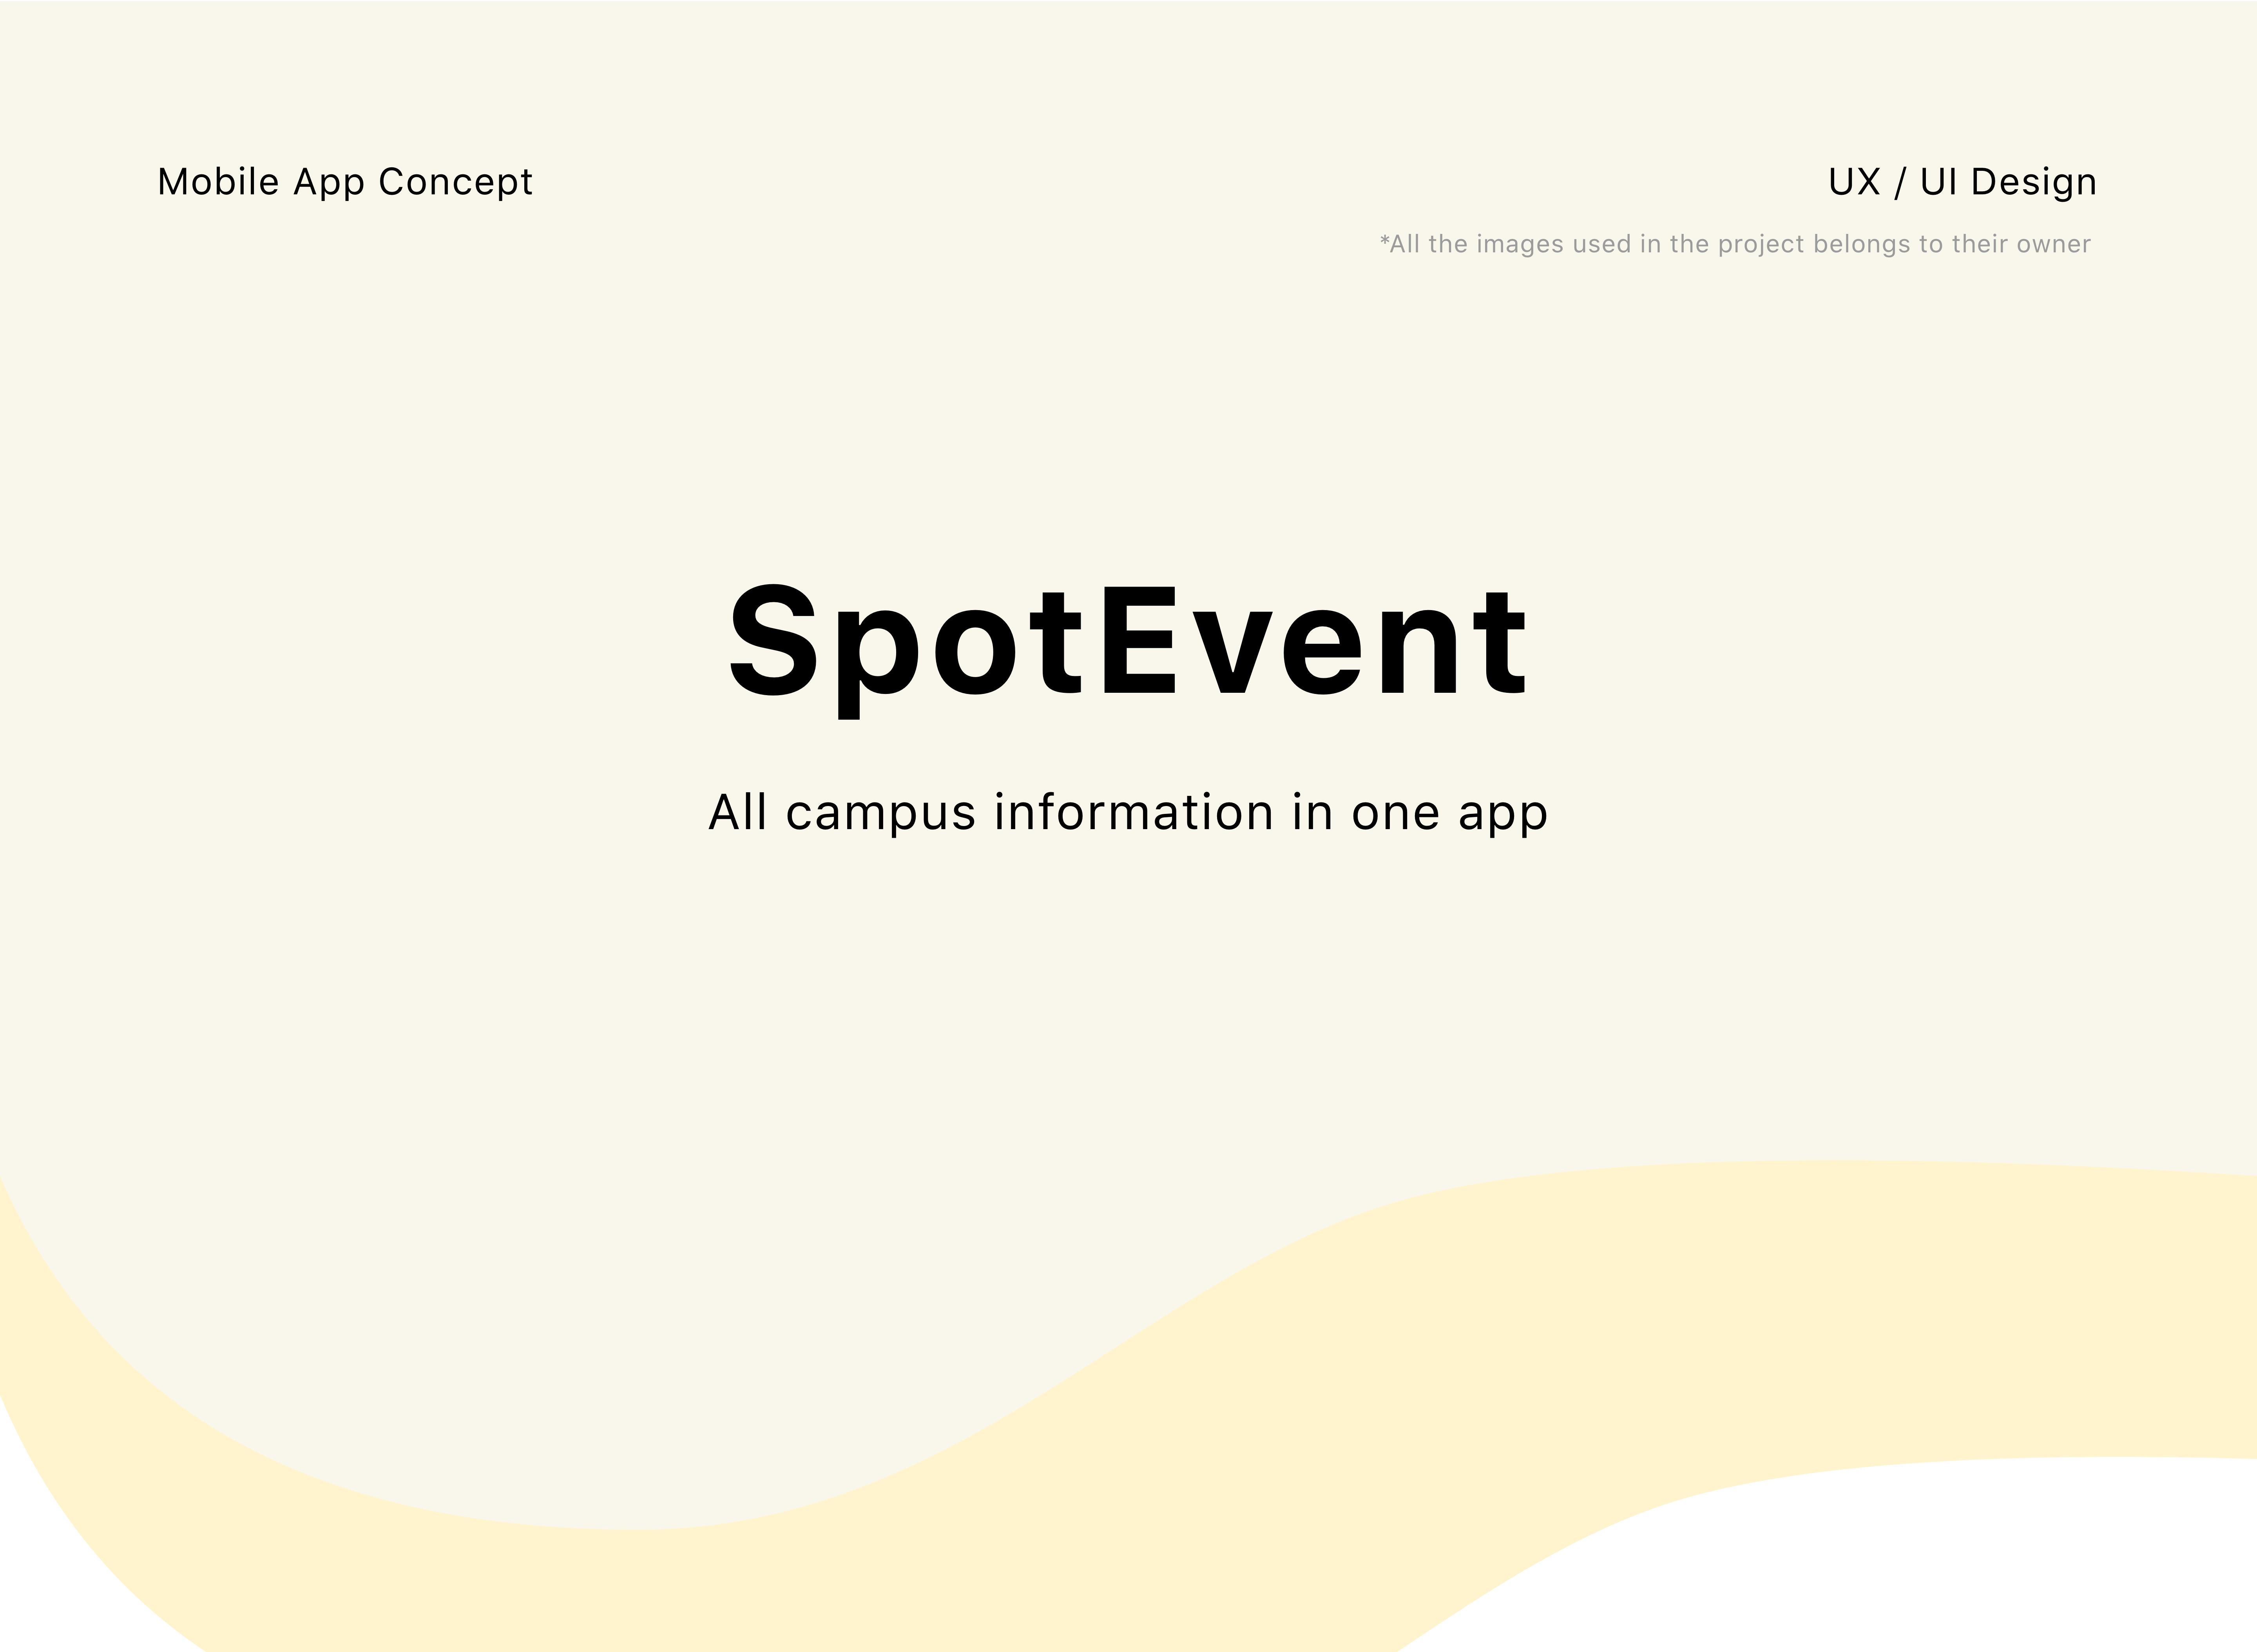 Mobile App Concept
UX / UI Design
*All the images used in the project belongs to their owner
SpotEvent
All campus information in one app